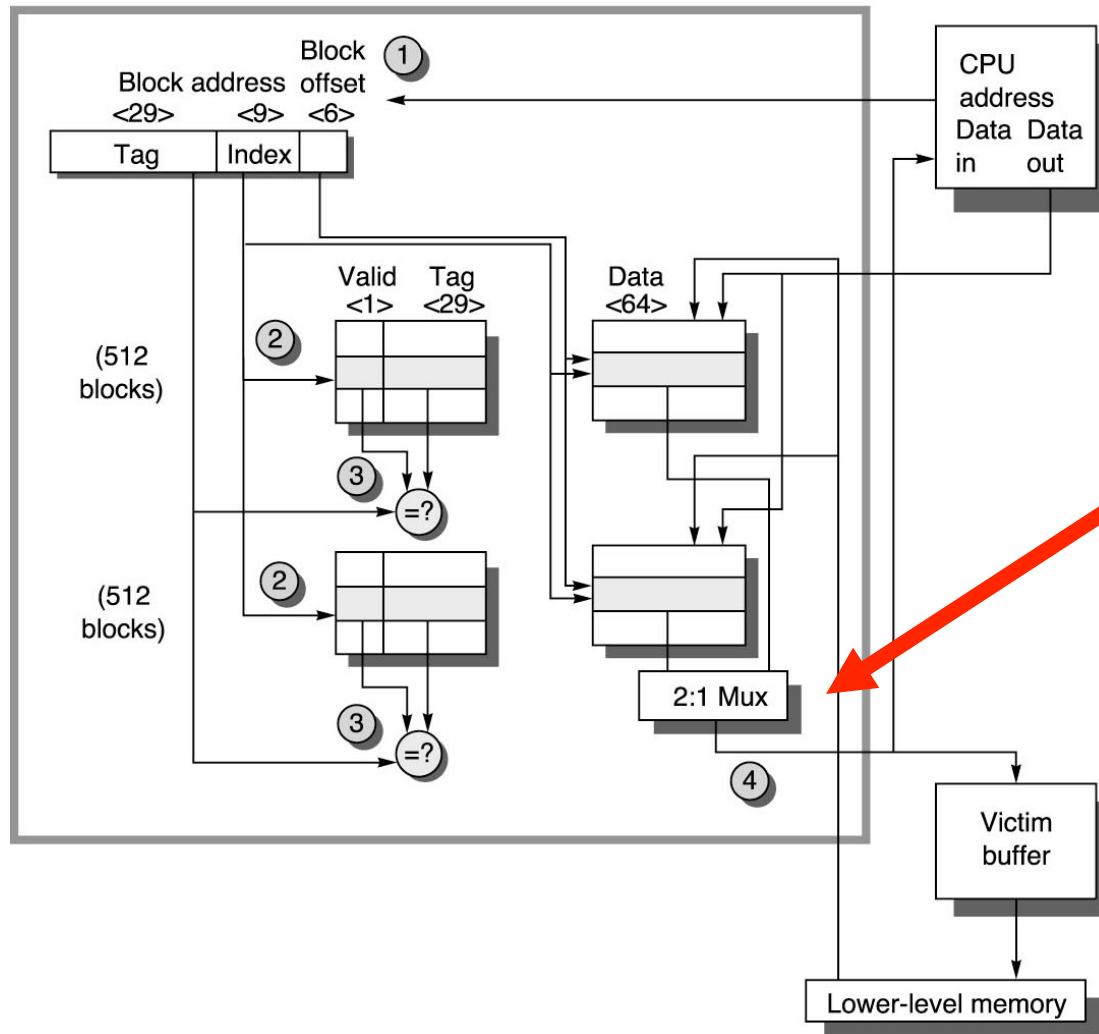 Block
offset
1
Block address
<29> <9> <6>
Tag Index
CPU
address
Data Data
in out
Valid Tag
<1> <29>
Data
<64>
2
(512
blocks)
3
=?
2
(512
blocks)
3
=?
2:1 Mux
4
Victim
buffer
Lower-level memory